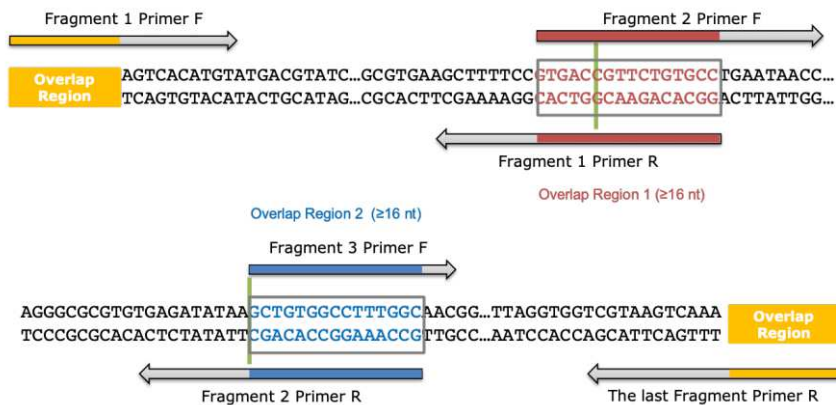 Fragment 1 Primer F
Fragment 2 Primer F
Overlap Region
AGTCACATGTATGACGTATC...GCGTGAAGCTTTTCCGTGACCGTTCTGTGCCTGAATAACC...
TCAGTGTACATACTGCATAG...CGCACTTCGAAAAGGCACTGGCAAGACACGGACTTATTGG...
Fragment 1 Primer R
Overlap Region 1 (≥16 nt)
Overlap Region 2 (≥16 nt)
Fragment 3 Primer F
AGGGCGCGTGTGAGATATAAGCTGTGGCCTTTGGCAACGG...TTAGGTGGTCGTAAGTCAAA
TCCCGCGCACACTCTATATTCGACACCGGAAACCGTTGCC...AATCCACCAGCATTCAGTTT
Overlap Region
Fragment 2 Primer R
The last Fragment Primer R